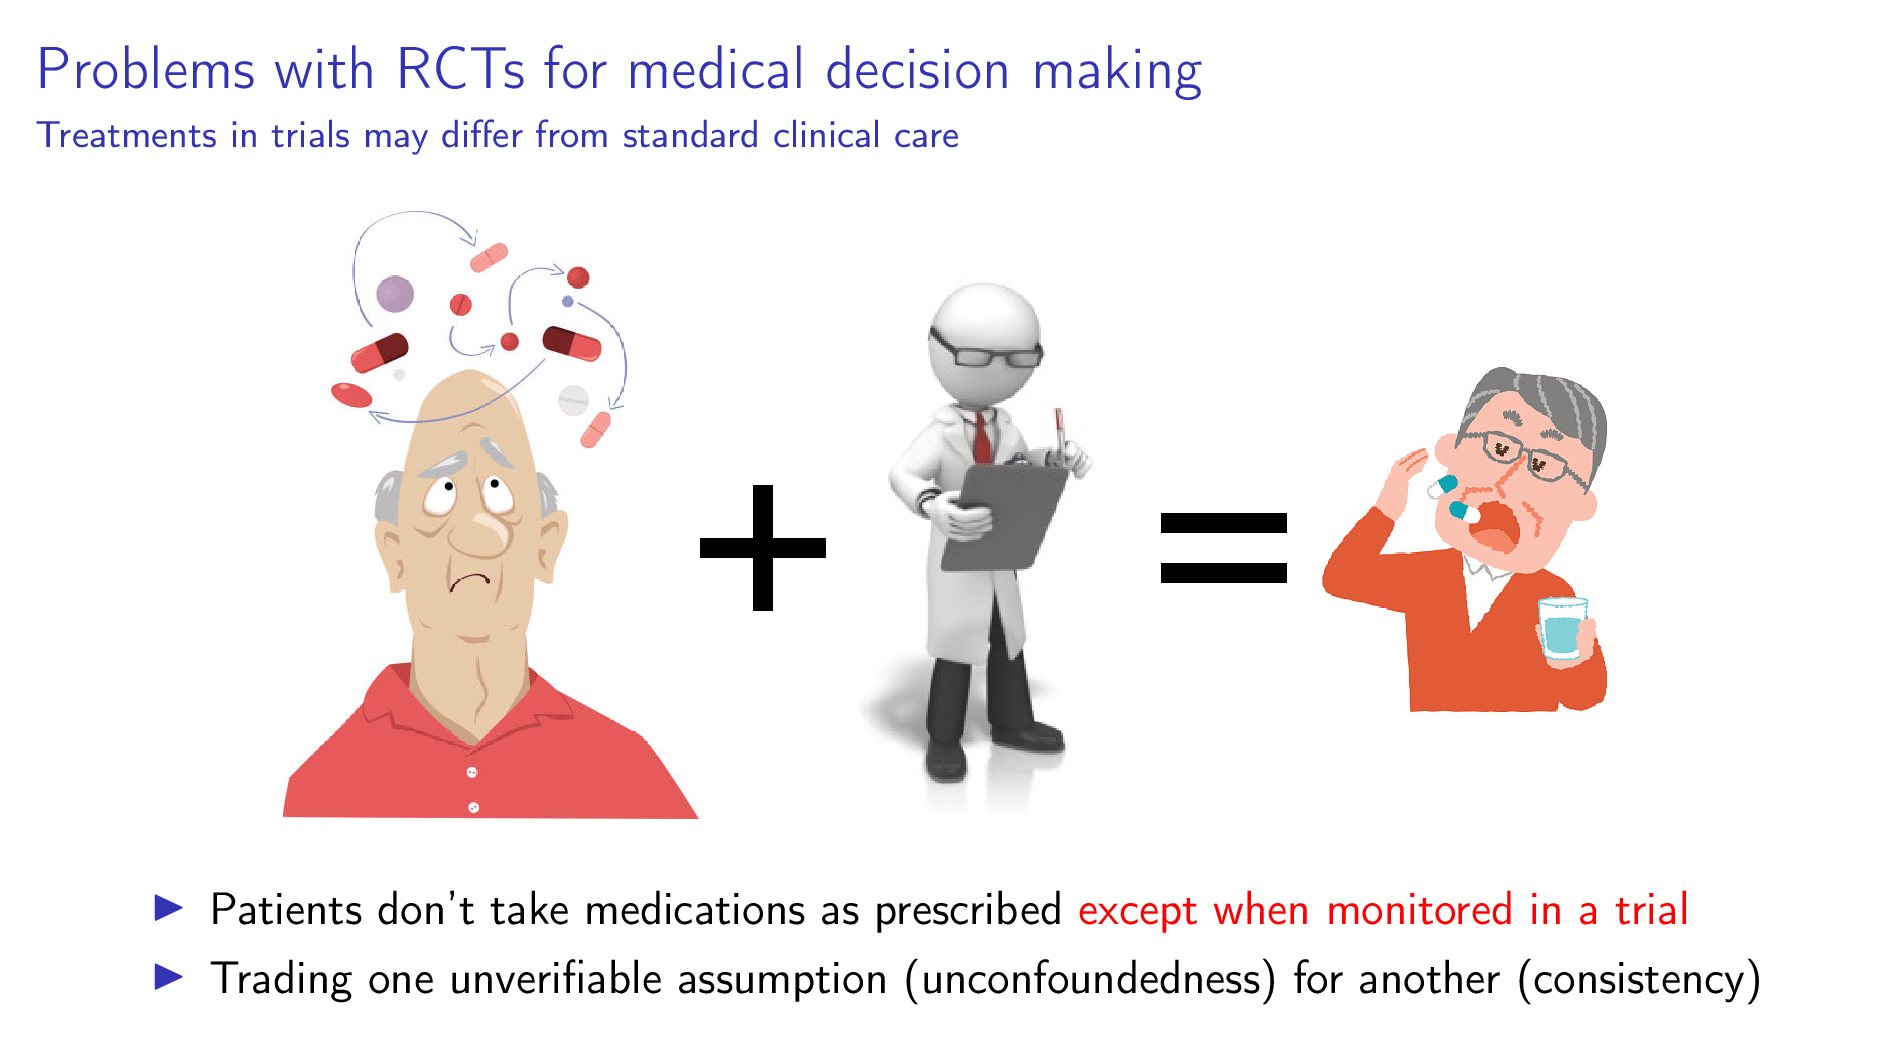 Problems with RCTs for medical decision making
Treatments in trials may differ from standard clinical care
Patients don't take medications as prescribed except when monitored in a trial
Trading one unverifiable assumption (unconfoundedness) for another (consistency)